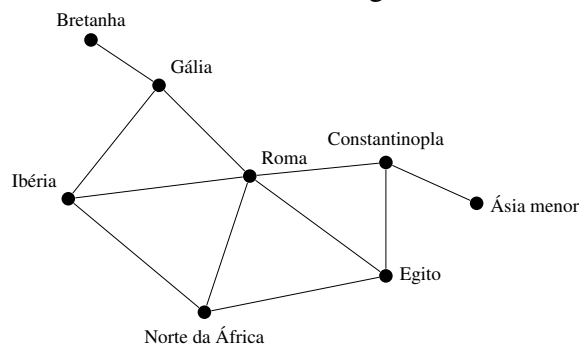 Bretanha
Gália
Constantinopla
Roma
Ibéria
Ásia menor
Egito
Norte da África